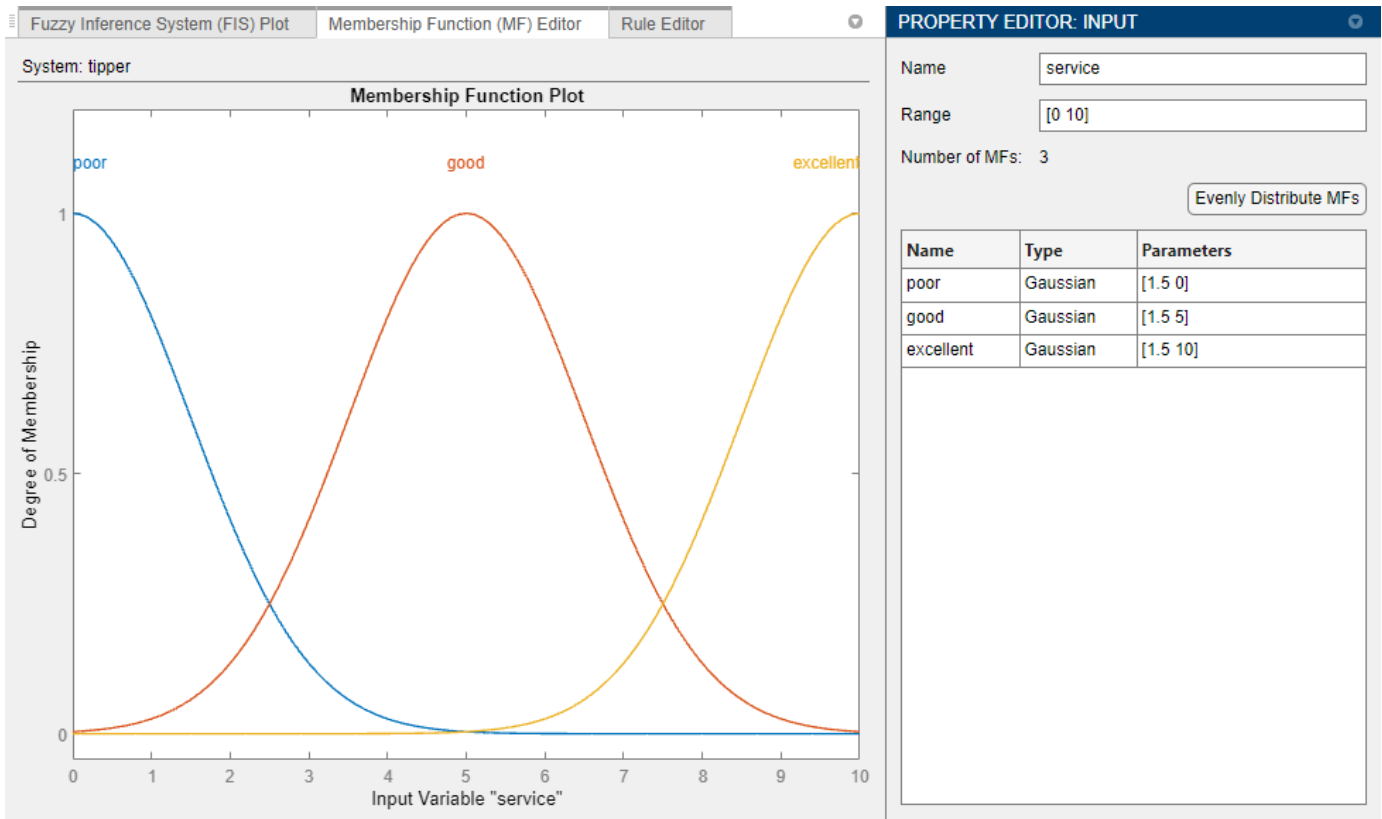 Fuzzy Inference System (FIS) Plot Membership Function (MF) Editor Rule Editor
System: tipper
Membership Function Plot
poor good excellent
1
0.5
0
Degree of Membership
0 1 2 3 4 5 6 7 8 9 10
Input Variable "service"
PROPERTY EDITOR: INPUT
Name service
Range [0 10]
Number of MFs: 3
Evenly Distribute MFs
Name Type Parameters
poor Gaussian [1.5 0]
good Gaussian [1.5 5]
excellent Gaussian [1.5 10]